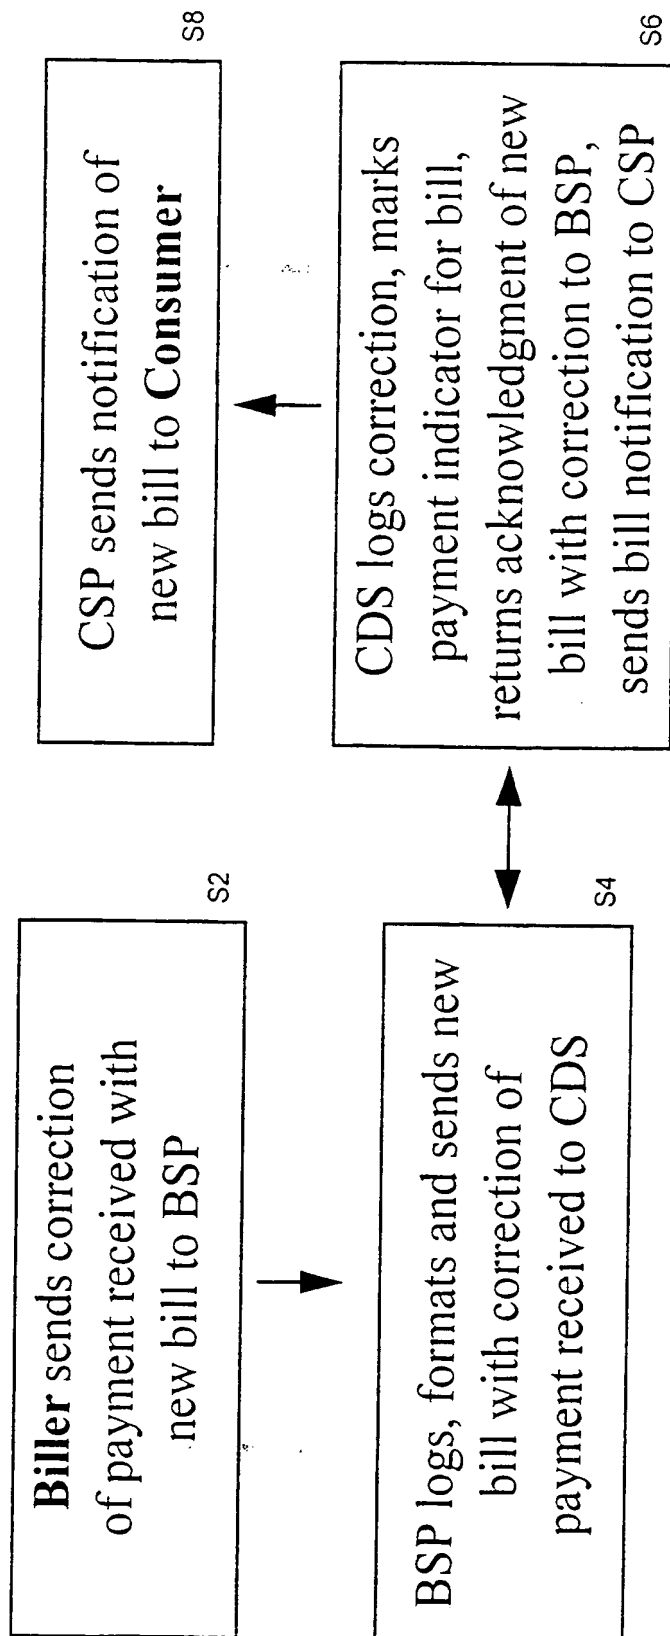 Biller sends correction
of payment received with
new bill to BSP
S2
BSP logs, formats and sends new
bill with correction of
payment received to CDS
S4
CDS logs correction, marks
payment indicator for bill,
returns acknowledgment of new
bill with correction to BSP,
sends bill notification to CSP
S6
CSP sends notification of
new bill to Consumer
S8